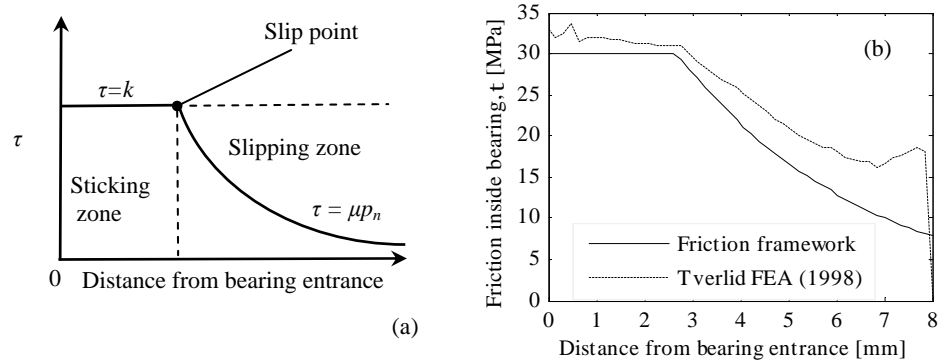 (a)
Slip point
τ=k
τ
Slipping zone
Sticking
zone
τ = μpn
0
Distance from bearing entrance
(b)
Friction inside bearing, t [MPa]
35
30
25
20
15
10
5
0
Friction framework
Tverlid FEA (1998)
0 1 2 3 4 5 6 7 8
Distance from bearing entrance [mm]